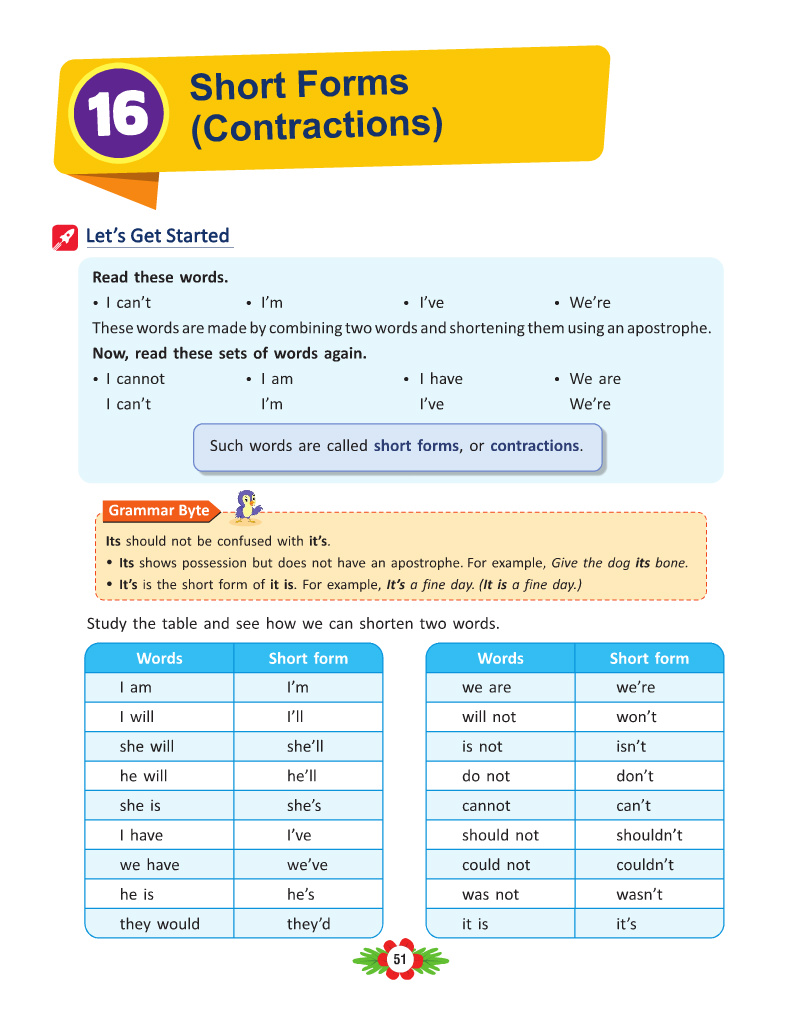 16
Short Forms
(Contractions)
Let’s Get Started
Read these words.
• I can’t • I’m • I’ve • We’re
These words are made by combining two words and shortening them using an apostrophe.
Now, read these sets of words again.
• I cannot • I am • I have • We are
I can’t I’m I’ve We’re
Such words are called short forms, or contractions.
Grammar Byte
Its should not be confused with it’s.
• Its shows possession but does not have an apostrophe. For example, Give the dog its bone.
• It’s is the short form of it is. For example, It’s a fine day. (It is a fine day.)
Study the table and see how we can shorten two words.
Words Short form
I am I’m
I will I’ll
she will she’ll
he will he’ll
she is she’s
I have I’ve
we have we’ve
he is he’s
they would they’d
Words Short form
we are we’re
will not won’t
is not isn’t
do not don’t
cannot can’t
should not shouldn’t
could not couldn’t
was not wasn’t
it is it’s
51